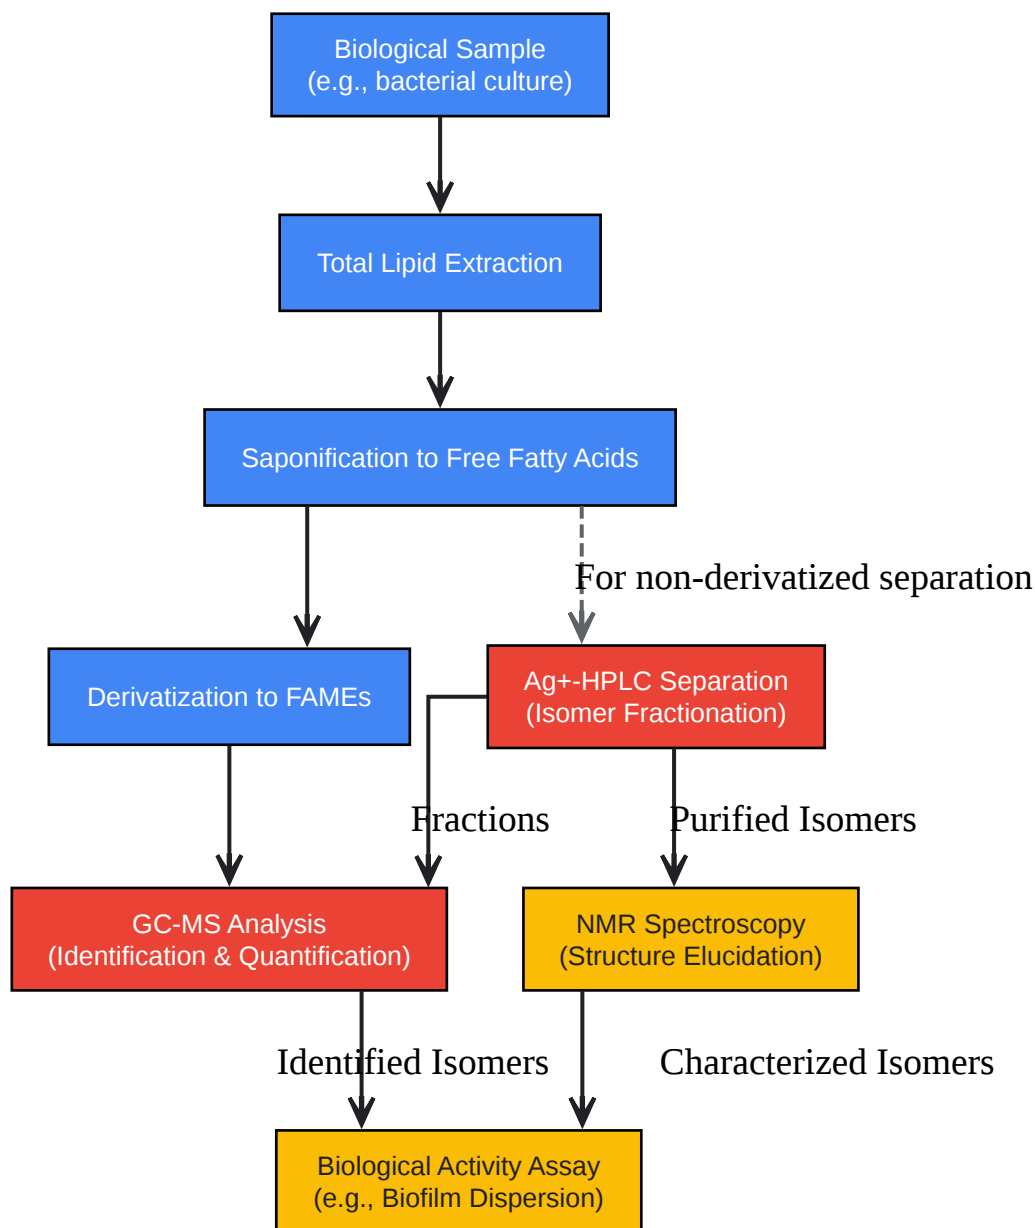 Biological Sample
(e.g., bacterial culture)
Total Lipid Extraction
Saponification to Free Fatty Acids
For non-derivatized separation
Derivatization to FAMEs
Ag+-HPLC Separation
(Isomer Fractionation)
Fractions
Purified Isomers
GC-MS Analysis
(Identification & Quantification)
NMR Spectroscopy
(Structure Elucidation)
Identified Isomers
Characterized Isomers
Biological Activity Assay
(e.g., Biofilm Dispersion)